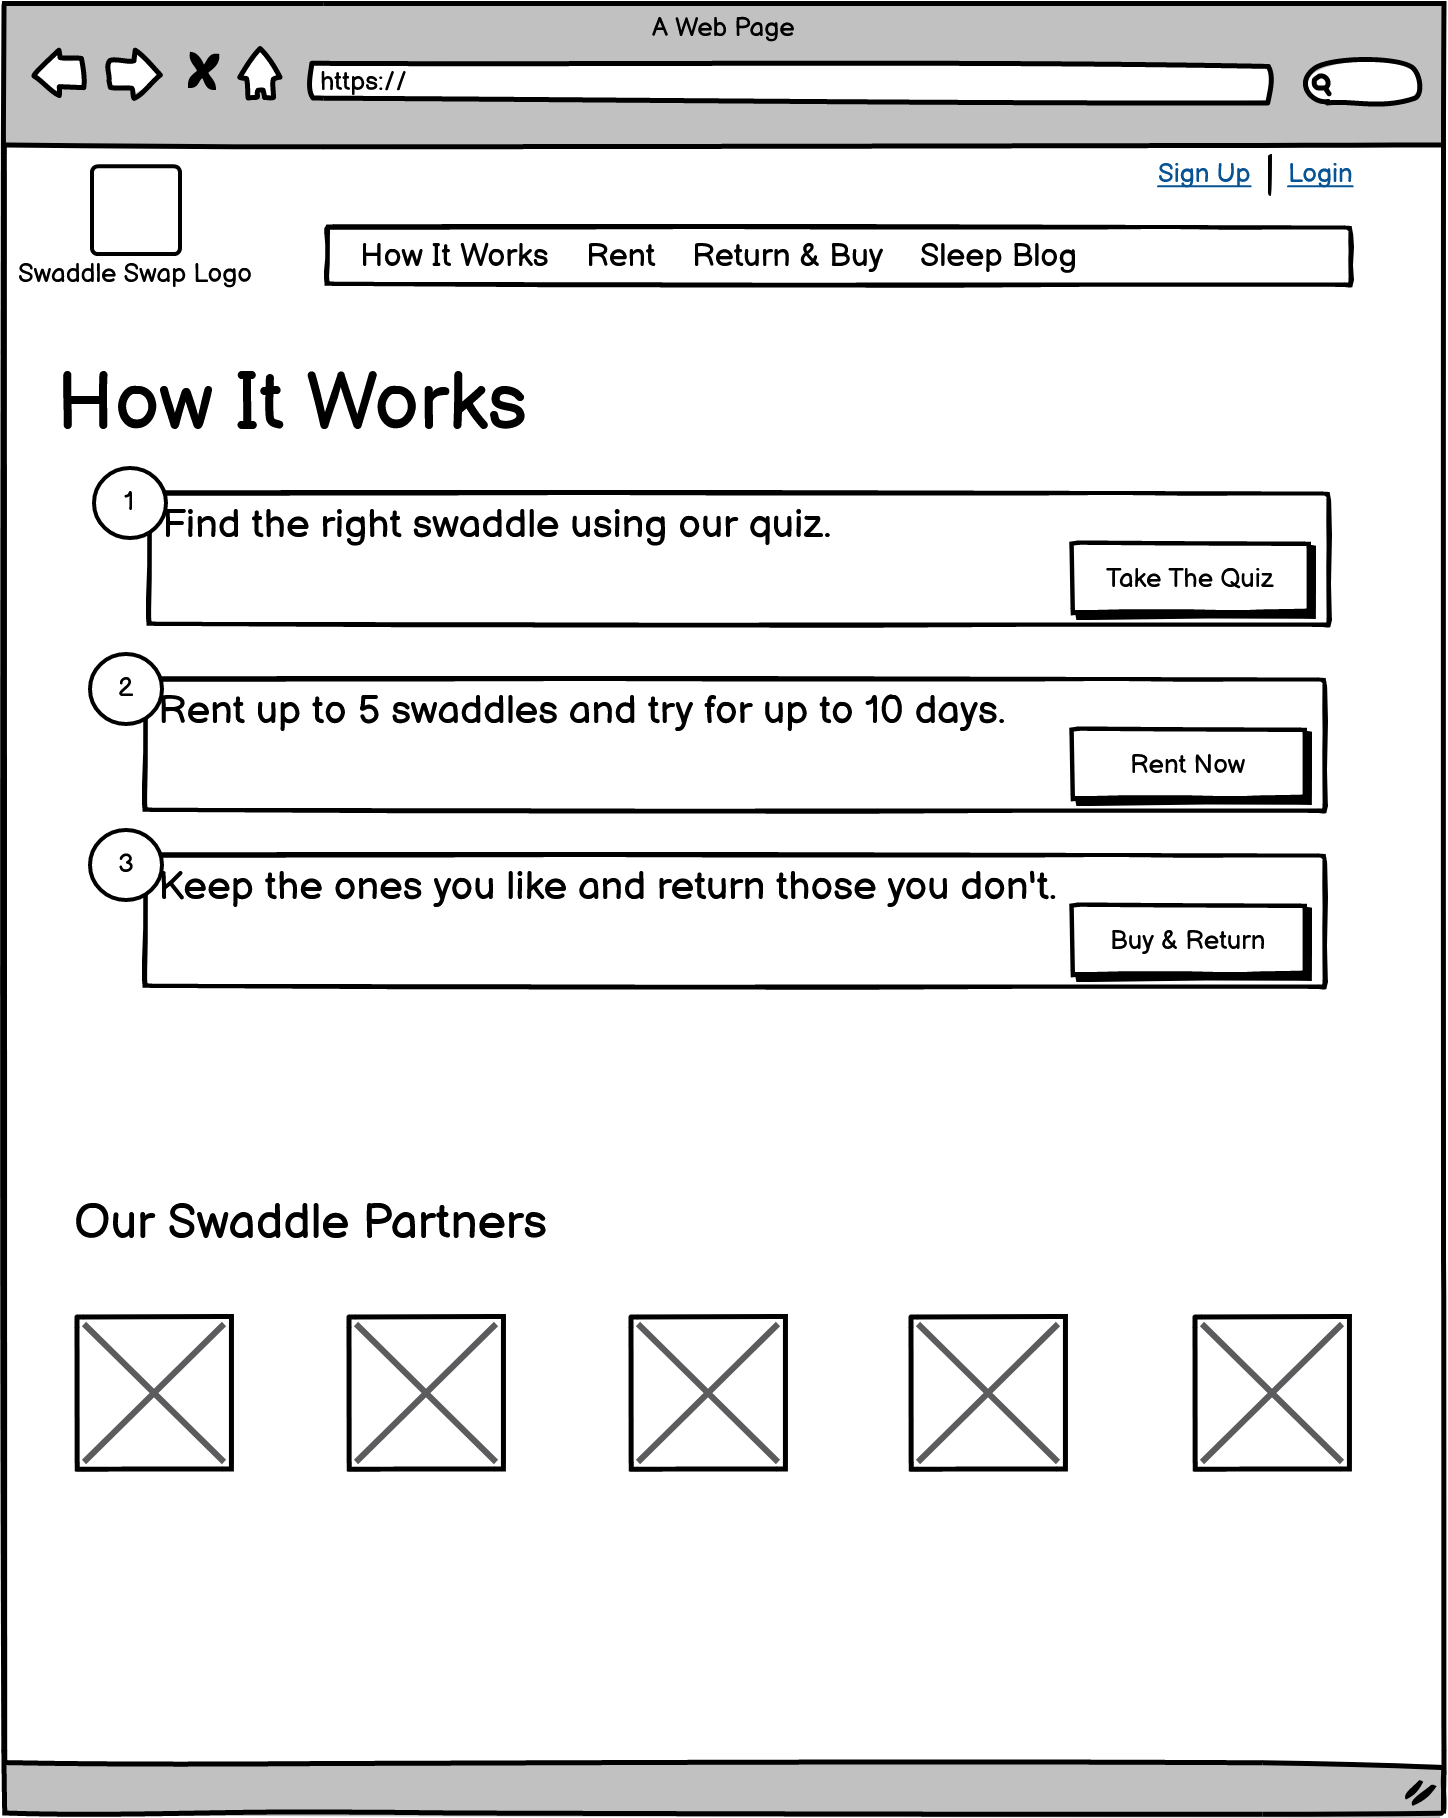 A Web Page
https://
Sign Up | Login
Swaddle Swap Logo
How It Works Rent Return & Buy Sleep Blog
How It Works
1
Find the right swaddle using our quiz.
Take The Quiz
2
Rent up to 5 swaddles and try for up to 10 days.
Rent Now
3
Keep the ones you like and return those you don't.
Buy & Return
Our Swaddle Partners